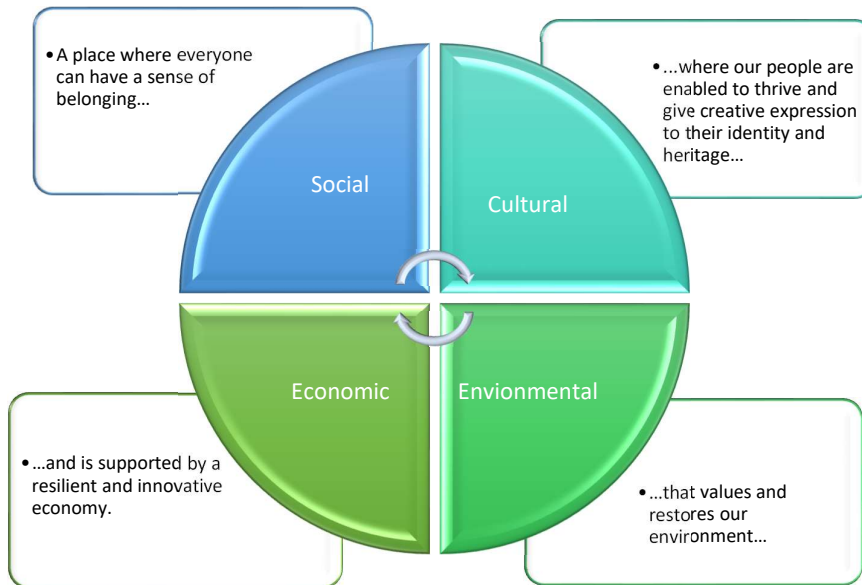 •A place where everyone
can have a sense of
belonging...
Social
•...where our people are
enabled to thrive and
give creative expression
to their identity and
heritage...
Cultural
Economic
•...and is supported by a
resilient and innovative
economy.
Envionmental
•...that values and
restores our
environment...